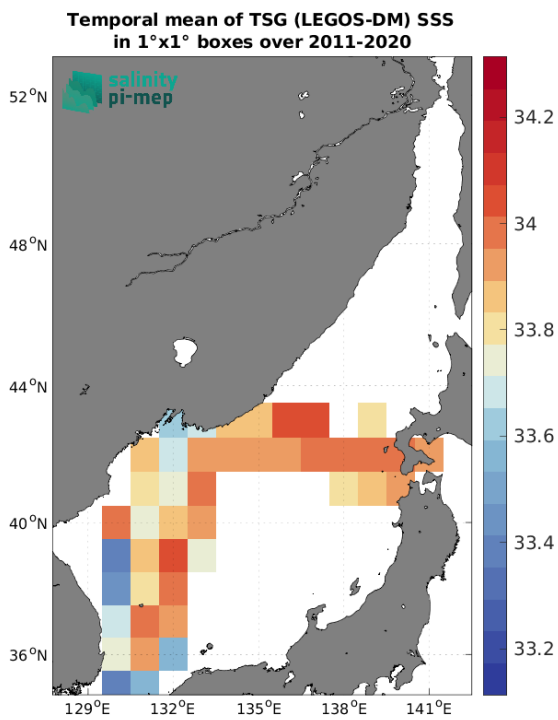 Temporal mean of TSG (LEGOS-DM) SSS
in 1°x1° boxes over 2011-2020
salinity
pi-mep
52°N
48°N
44°N
40°N
36°N
129°E
132°E
135°E
138°E
141°E
34.2
34
33.8
33.6
33.4
33.2